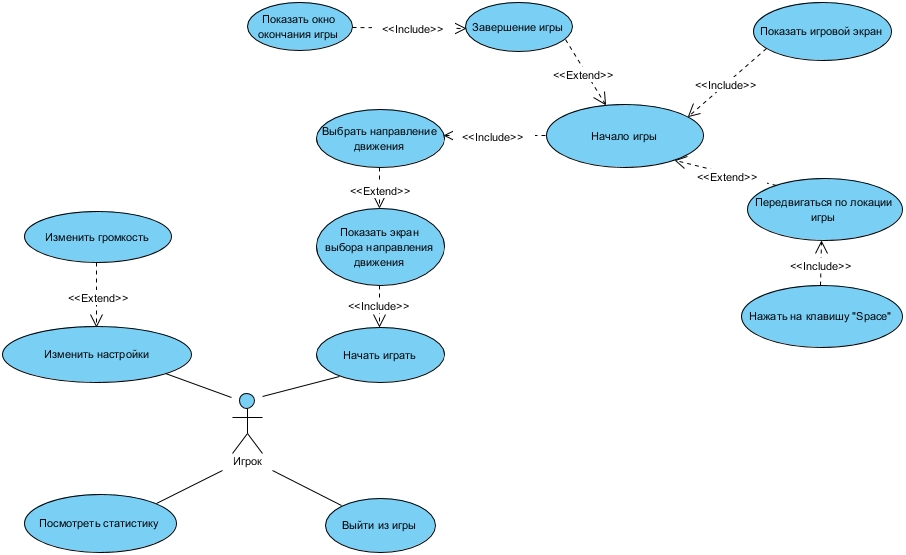 Показать окно
окончания игры
<<Include>>
Завершение игры
Показать игровой экран
<<Extend>>
<<Include>>
Выбрать направление
движения
<<Include>>
Начало игры
<<Extend>>
<<Extend>>
Передвигаться по локации
игры
Изменить громкость
Показать экран
выбора направления
движения
<<Include>>
<<Extend>>
<<Include>>
Нажать на клавишу "Space"
Изменить настройки
Начать играть
Игрок
Посмотреть статистику
Выйти из игры